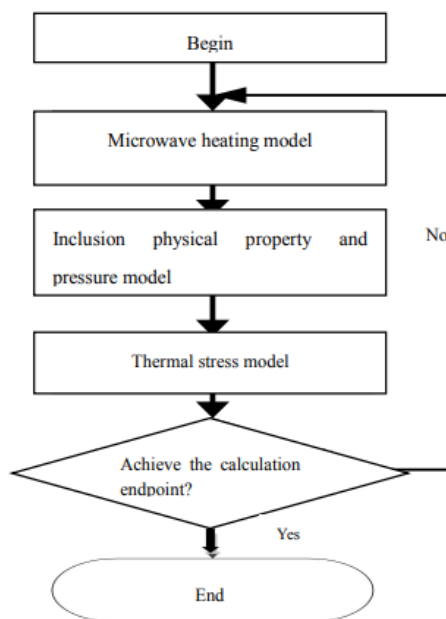 Begin
Microwave heating model
Inclusion physical property and
pressure model
No
Thermal stress model
Achieve the calculation
endpoint?
Yes
End